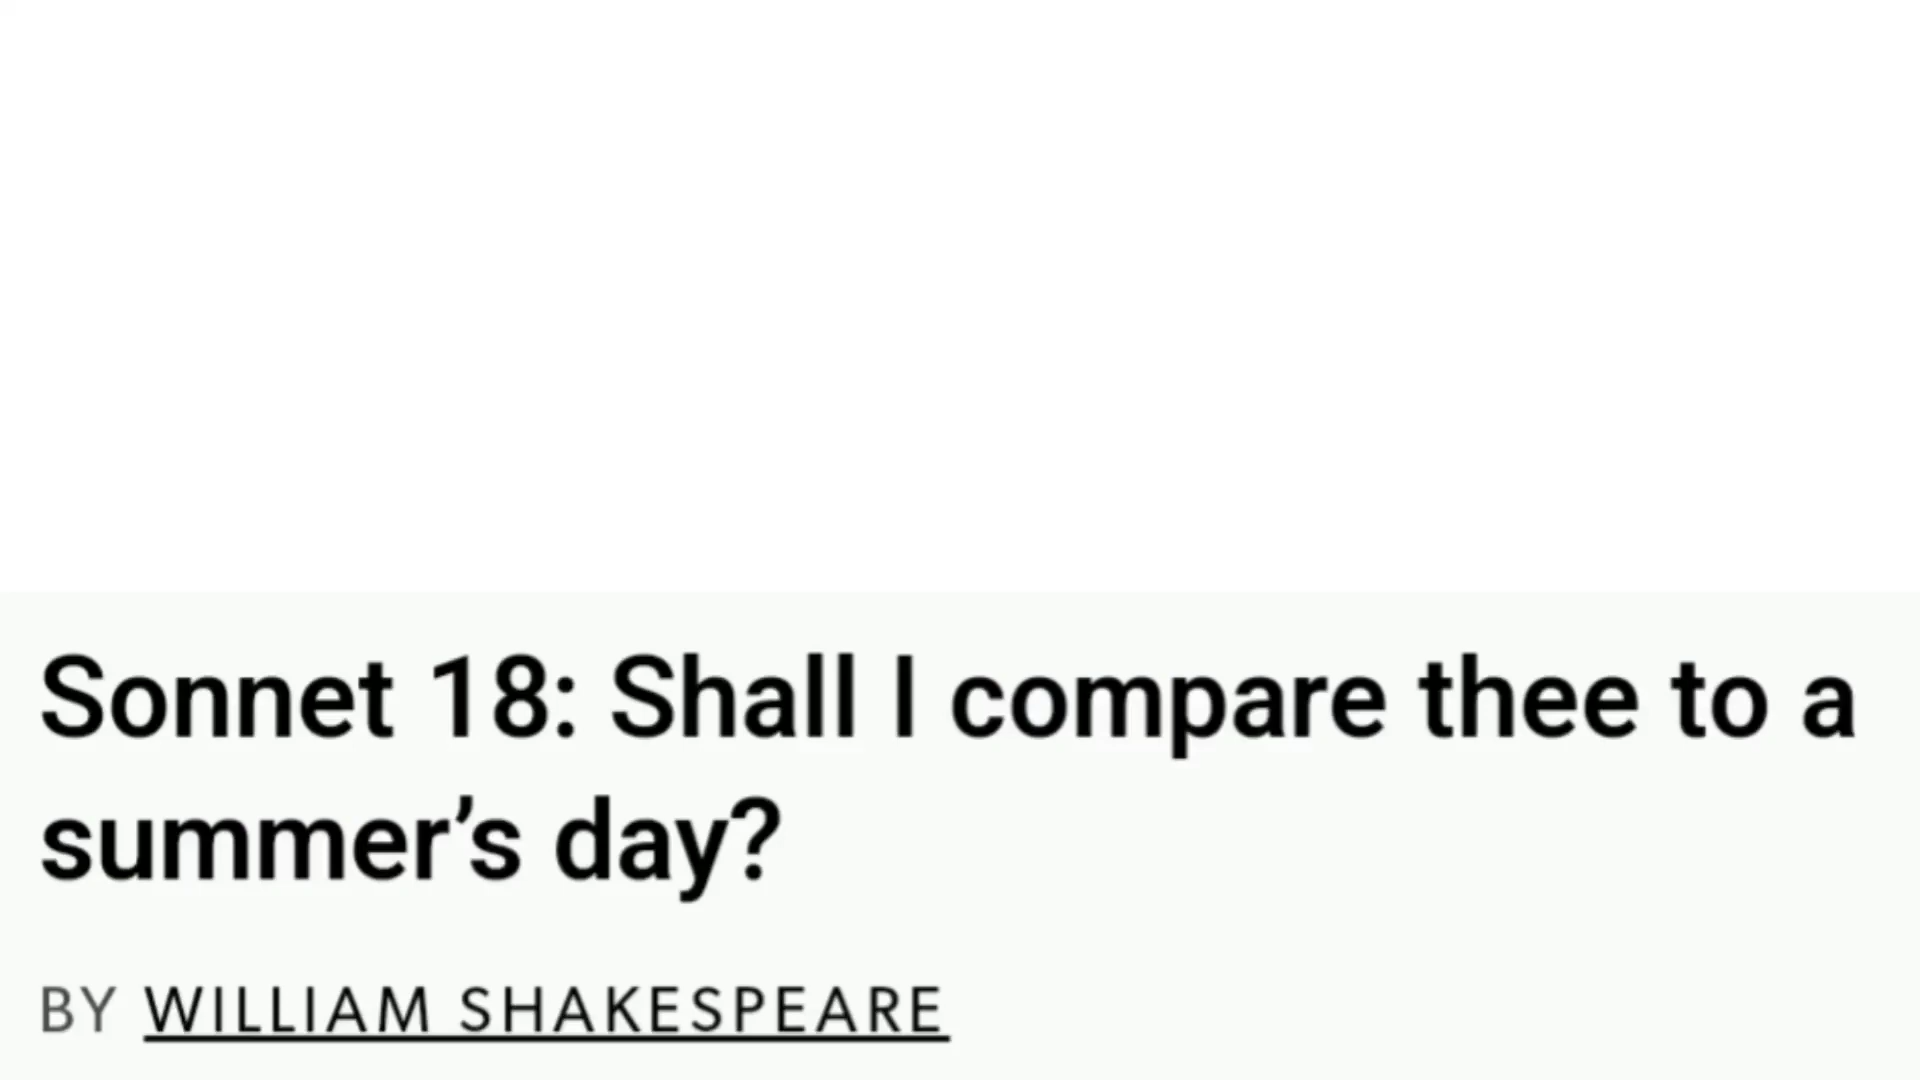 Sonnet 18: Shall I compare thee to a
summer’s day?
BY WILLIAM SHAKESPEARE